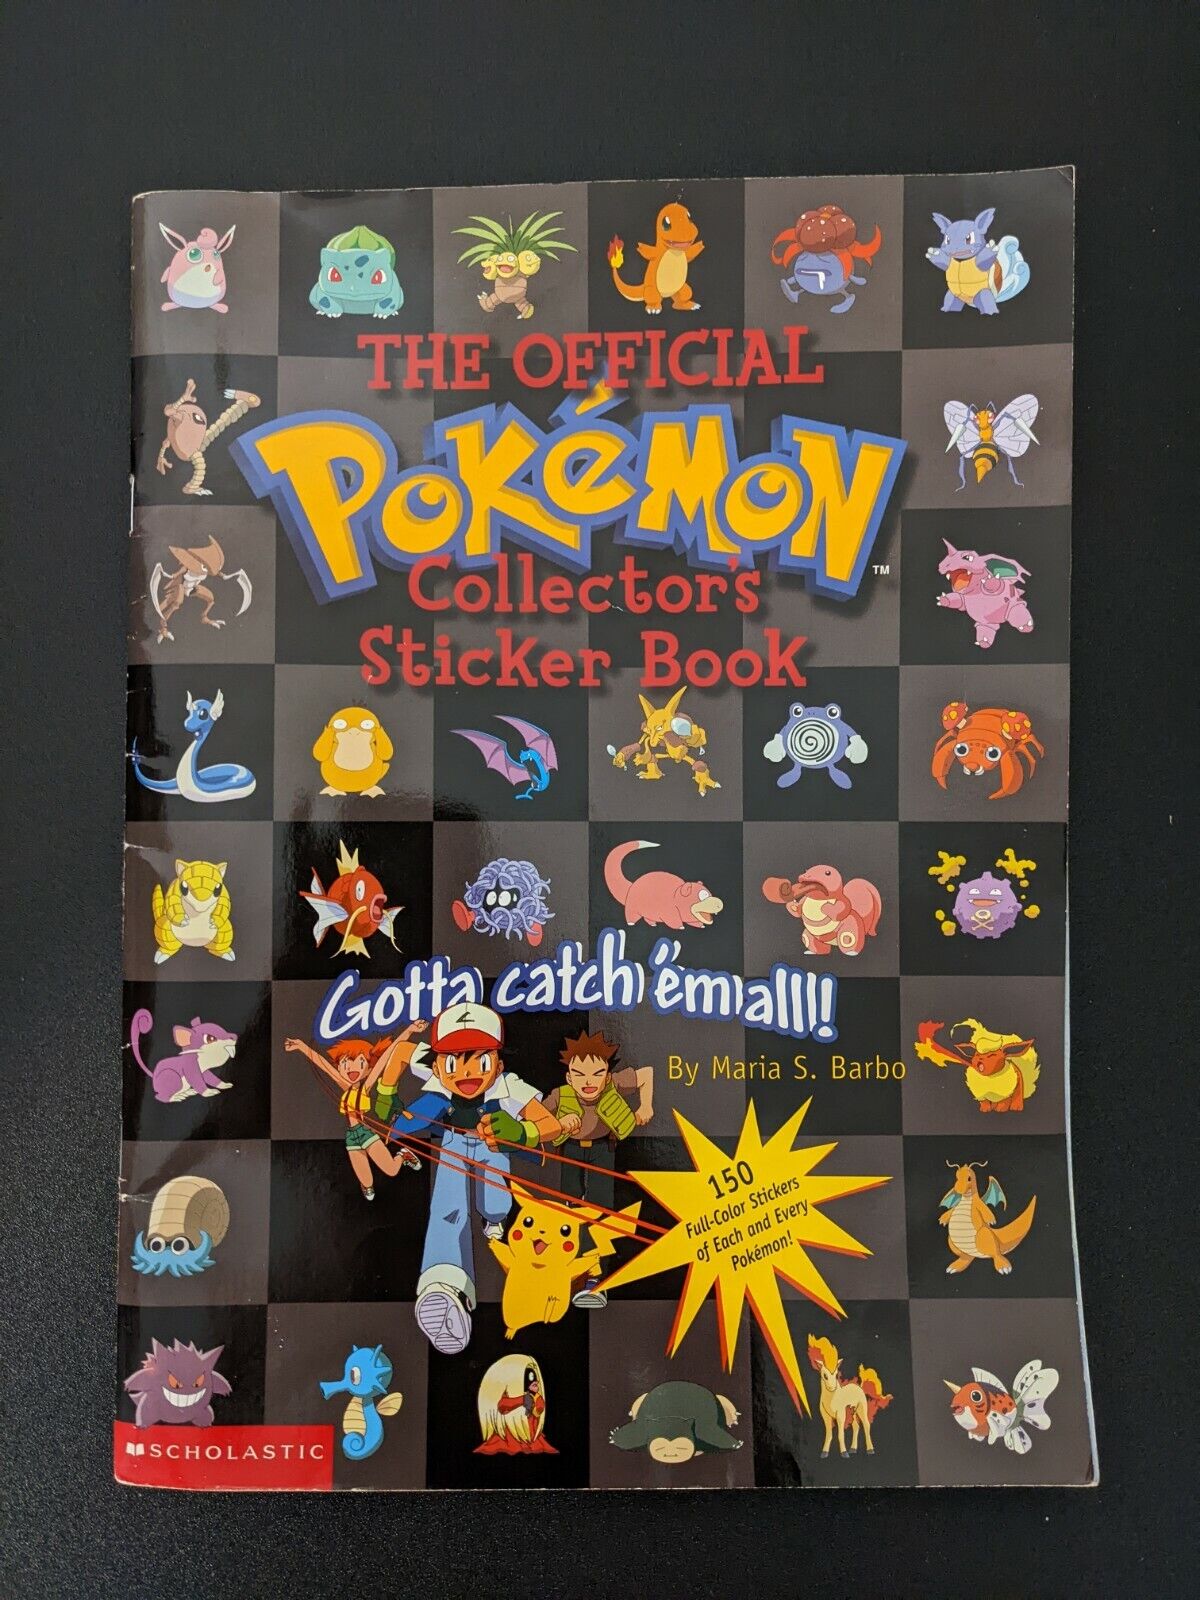 THE OFFICIAL
POKéMON
TM
Collector's
Sticker Book
Gotta catch 'em all!
By Maria S. Barbo
150
Full-Color Stickers
of Each and Every
Pokémon!
SCHOLASTIC